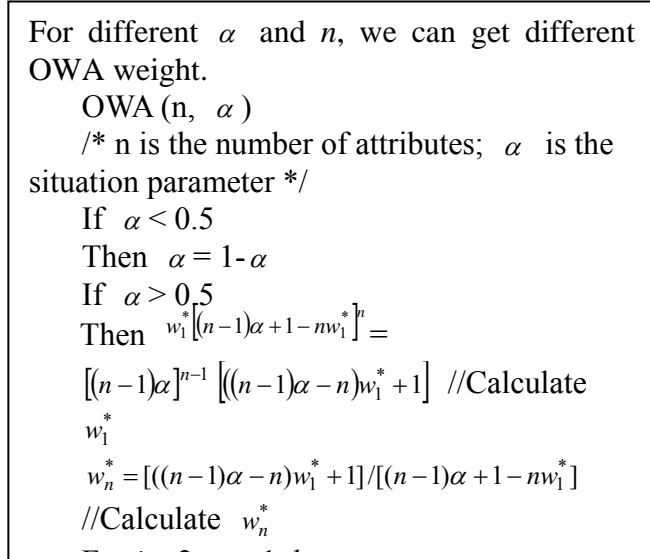 For different α and n, we can get different
OWA weight.
OWA (n, α )
/* n is the number of attributes; α is the
situation parameter */
If α < 0.5
Then α = 1- α
If α > 0.5
Then w₁*[(n−1)α+1−nw₁*]ⁿ =
[(n−1)α]ⁿ⁻¹ [((n−1)α−n)w₁*+1] //Calculate
w₁*
wₙ* = [((n−1)α−n)w₁*+1]/[(n−1)α+1−nw₁*]
//Calculate wₙ*